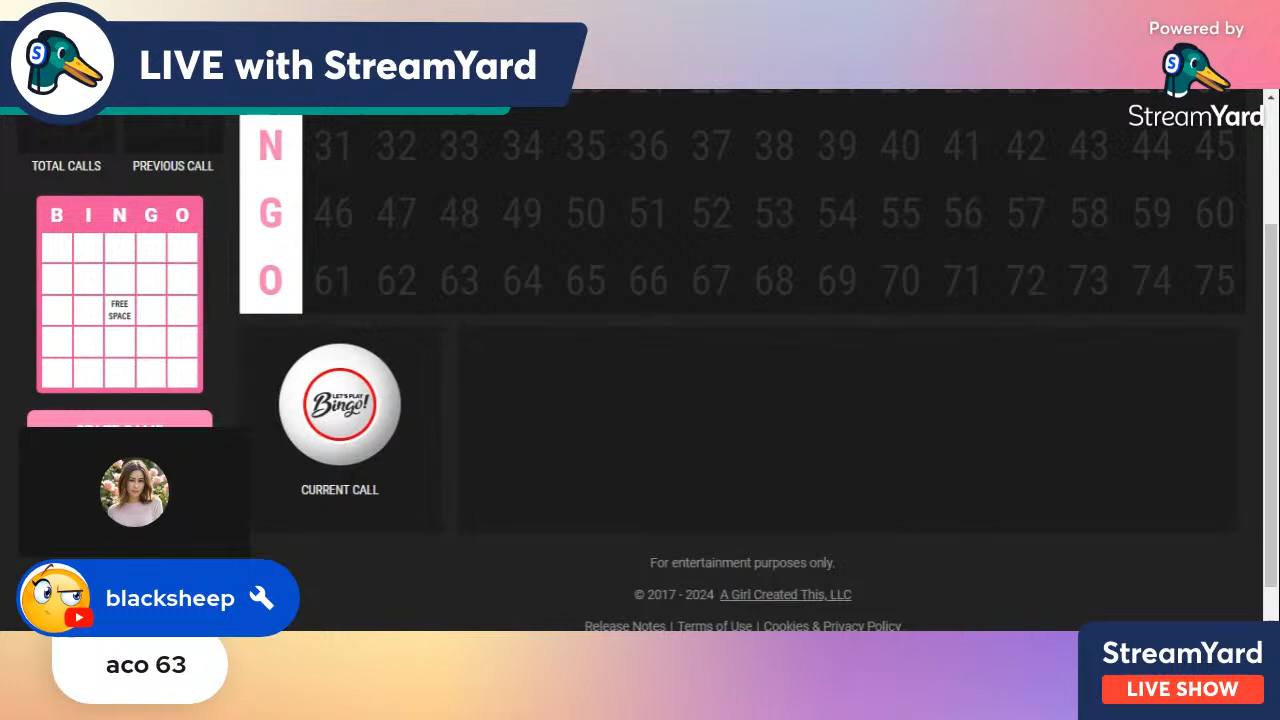 LIVE with StreamYard
Powered by
StreamYard
TOTAL CALLS PREVIOUS CALL
N 31 32 33 34 35 36 37 38 39 40 41 42 43 44 45
G 46 47 48 49 50 51 52 53 54 55 56 57 58 59 60
O 61 62 63 64 65 66 67 68 69 70 71 72 73 74 75
B I N G O
FREE
SPACE
LET'S PLAY
Bingo!
CURRENT CALL
For entertainment purposes only.
© 2017 - 2024 A Girl Created This, LLC
Release Notes | Terms of Use | Cookies & Privacy Policy
blacksheep
aco 63
StreamYard
LIVE SHOW